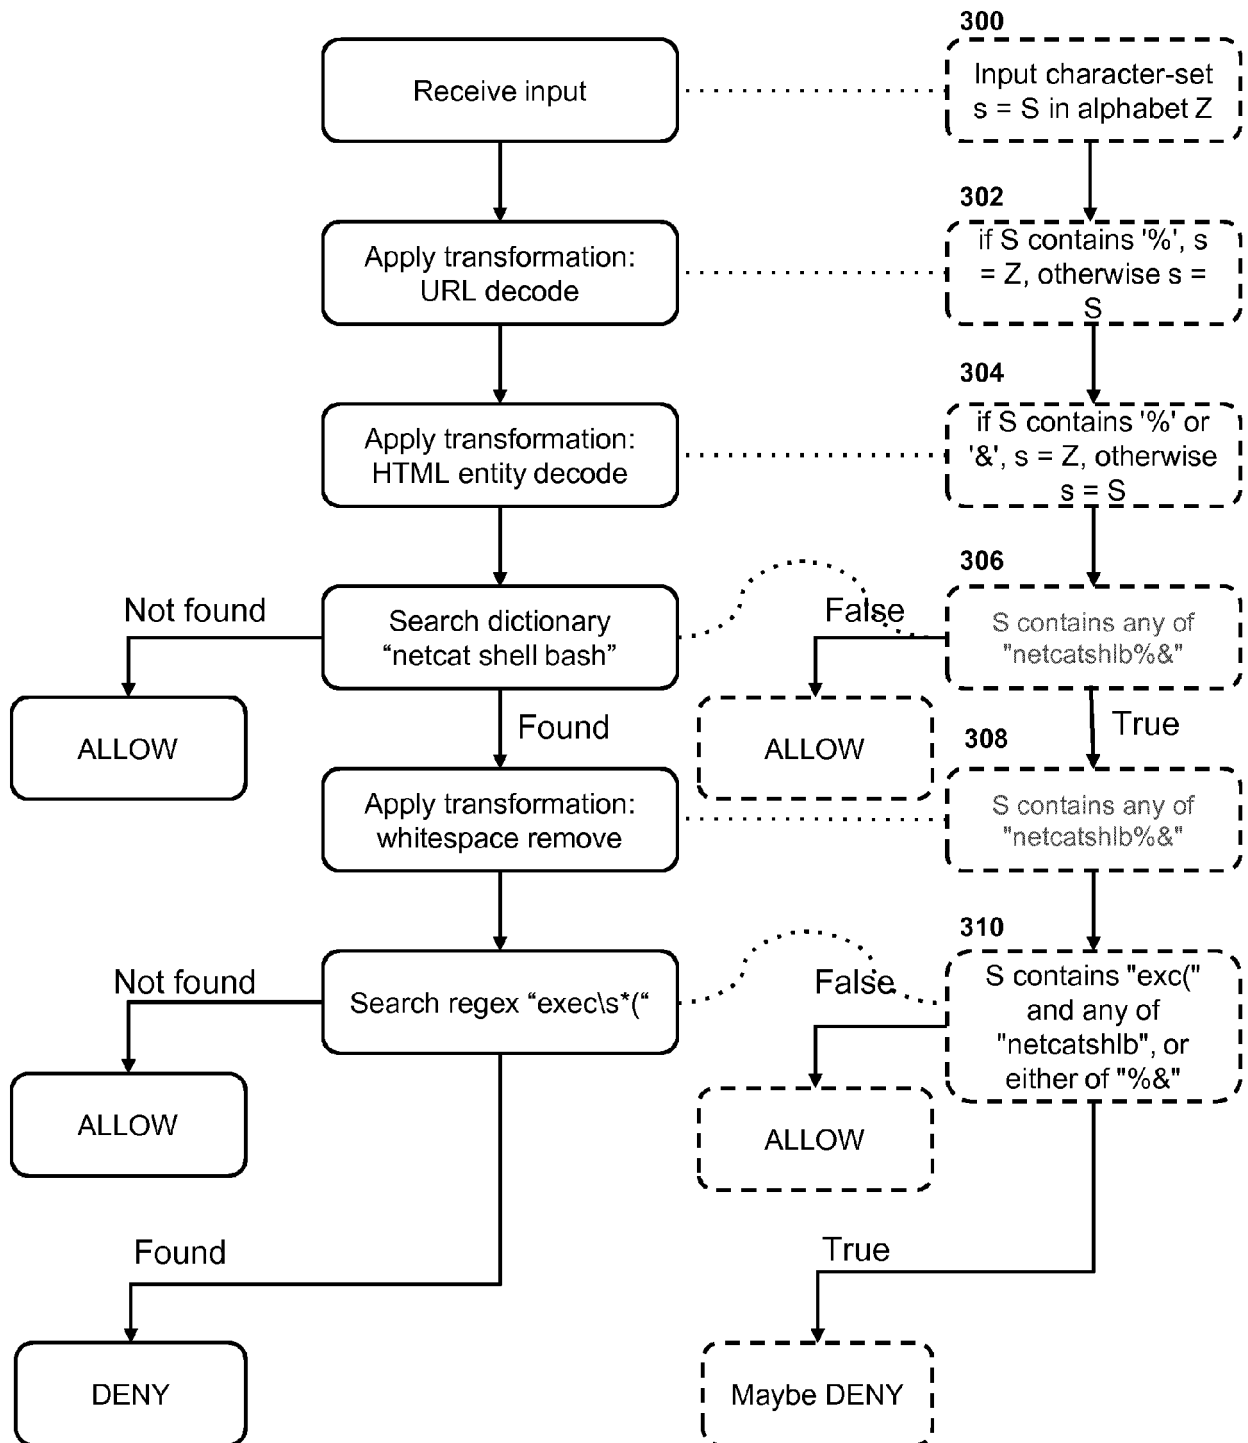 300
Receive input
Input character-set
s = S in alphabet Z
302
Apply transformation:
URL decode
if S contains '%', s
= Z, otherwise s =
S
304
Apply transformation:
HTML entity decode
if S contains '%' or
'&', s = Z, otherwise
s = S
306
Not found
Search dictionary
“netcat shell bash”
False
S contains any of
"netcatshlb%&"
ALLOW
Found
ALLOW
True
308
Apply transformation:
whitespace remove
S contains any of
"netcatshlb%&"
310
Not found
Search regex “exec\s*(“
False
S contains "exc("
and any of
"netcatshlb", or
either of "%&"
ALLOW
ALLOW
Found
True
DENY
Maybe DENY